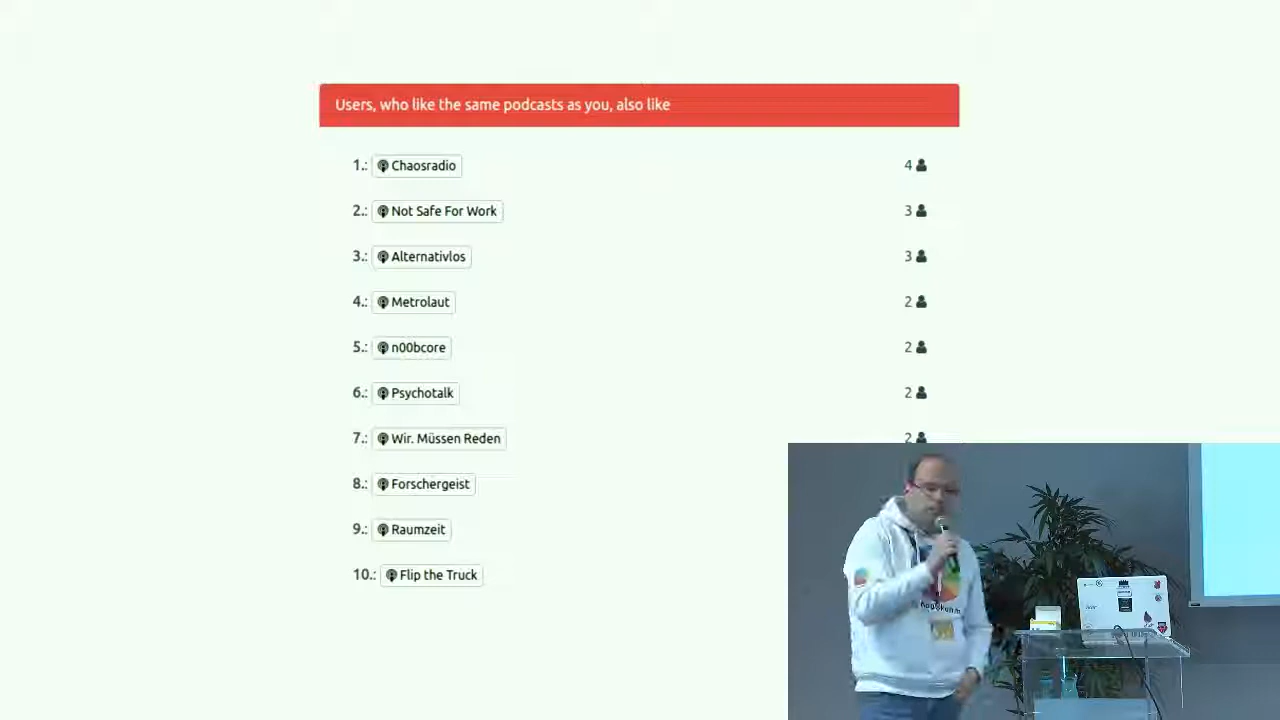 Users, who like the same podcasts as you, also like
1.: Chaosradio 4
2.: Not Safe For Work 3
3.: Alternativlos 3
4.: Metrolaut 2
5.: n00bcore 2
6.: Psychotalk 2
7.: Wir. Müssen Reden 2
8.: Forschergeist
9.: Raumzeit
10.: Flip the Truck